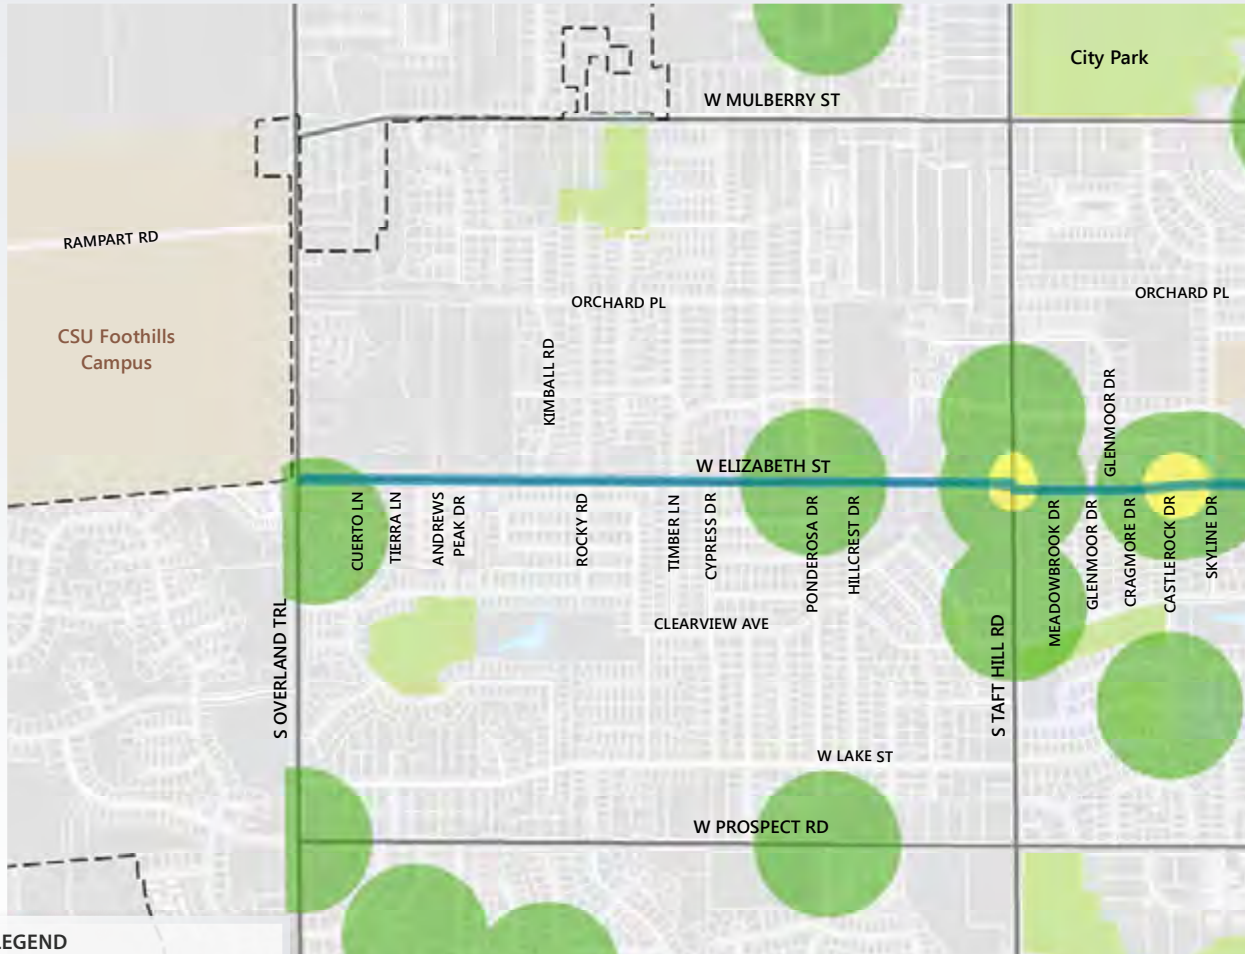 City Park
W MULBERRY ST
RAMPART RD
ORCHARD PL
ORCHARD PL
CSU Foothills
Campus
KIMBALL RD
GLENMOOR DR
W ELIZABETH ST
CUERTO LN
TIERRA LN
ANDREWS
PEAK DR
ROCKY RD
TIMBER LN
CYPRESS DR
PONDEROSA DR
HILLCREST DR
MEADOWBROOK DR
GLENMOOR DR
CRAGMORE DR
CASTLEROCK DR
SKYLINE DR
S OVERLAND TRL
CLEARVIEW AVE
S TAFT HILL RD
W LAKE ST
W PROSPECT RD
LEGEND